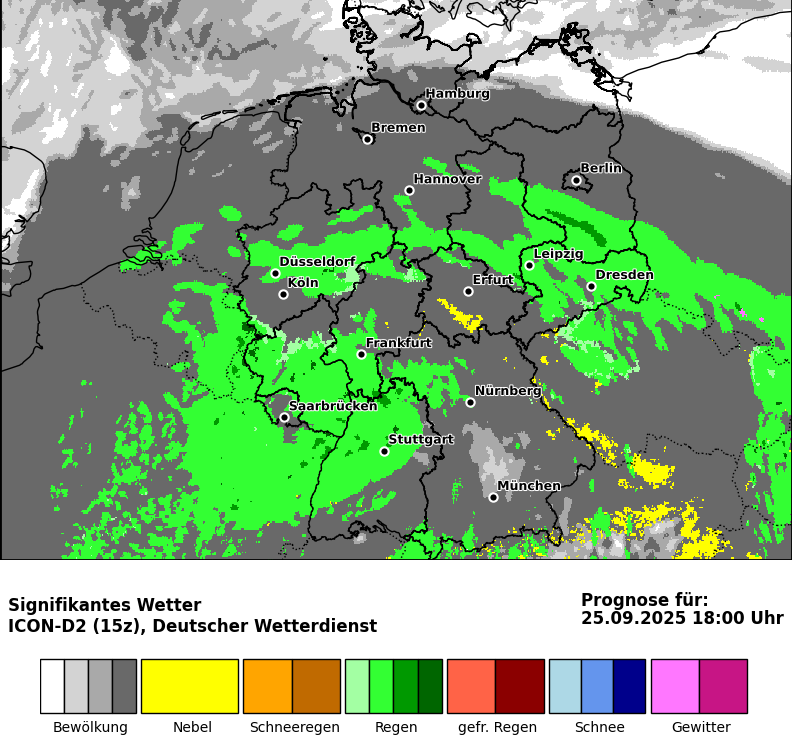 Hamburg
Bremen
Berlin
Hannover
Leipzig
Düsseldorf
Dresden
Köln
Erfurt
Frankfurt
Nürnberg
Saarbrücken
Stuttgart
München
Signifikantes Wetter
ICON-D2 (15z), Deutscher Wetterdienst
Prognose für:
25.09.2025 18:00 Uhr
Bewölkung
Nebel
Schneeregen
Regen
gefr. Regen
Schnee
Gewitter